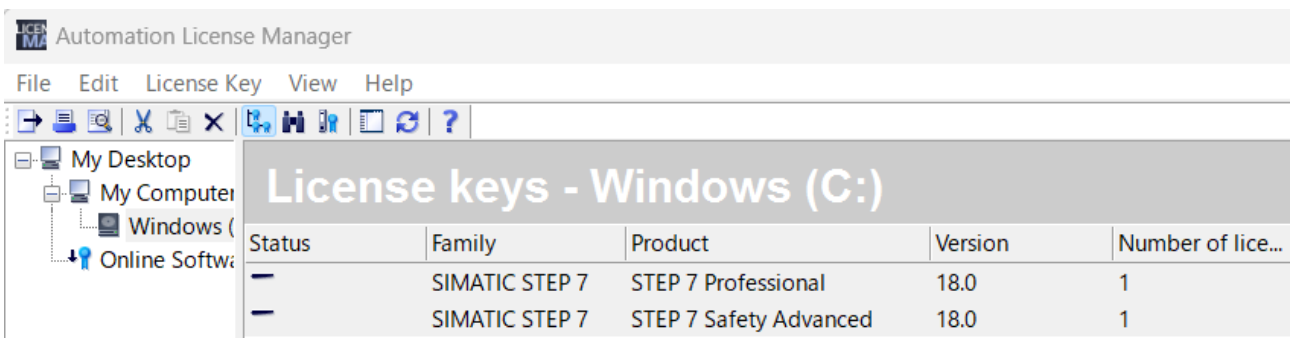 LICEN
MA
Automation License Manager
File Edit License Key View Help
My Desktop
My Computer
Windows (
Online Softwa
License keys - Windows (C:)
Status Family Product Version Number of lice...
SIMATIC STEP 7 STEP 7 Professional 18.0 1
SIMATIC STEP 7 STEP 7 Safety Advanced 18.0 1